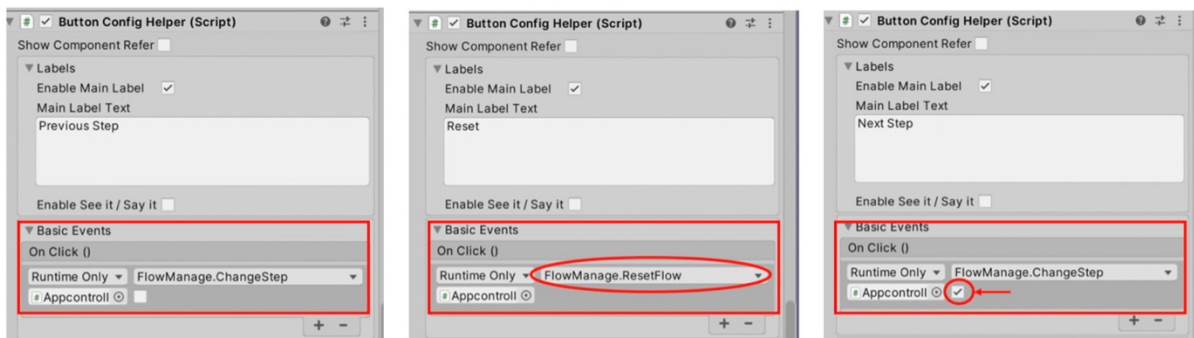 Button Config Helper (Script)
Show Component Refer
Labels
Enable Main Label
Main Label Text
Previous Step
Enable See it / Say it
Basic Events
On Click ()
Runtime Only FlowManage.ChangeStep
Appcontroll
+ -
Button Config Helper (Script)
Show Component Refer
Labels
Enable Main Label
Main Label Text
Reset
Enable See it / Say it
Basic Events
On Click ()
Runtime Only FlowManage.ResetFlow
Appcontroll
+ -
Button Config Helper (Script)
Show Component Refer
Labels
Enable Main Label
Main Label Text
Next Step
Enable See it / Say it
Basic Events
On Click ()
Runtime Only FlowManage.ChangeStep
Appcontroll
+ -